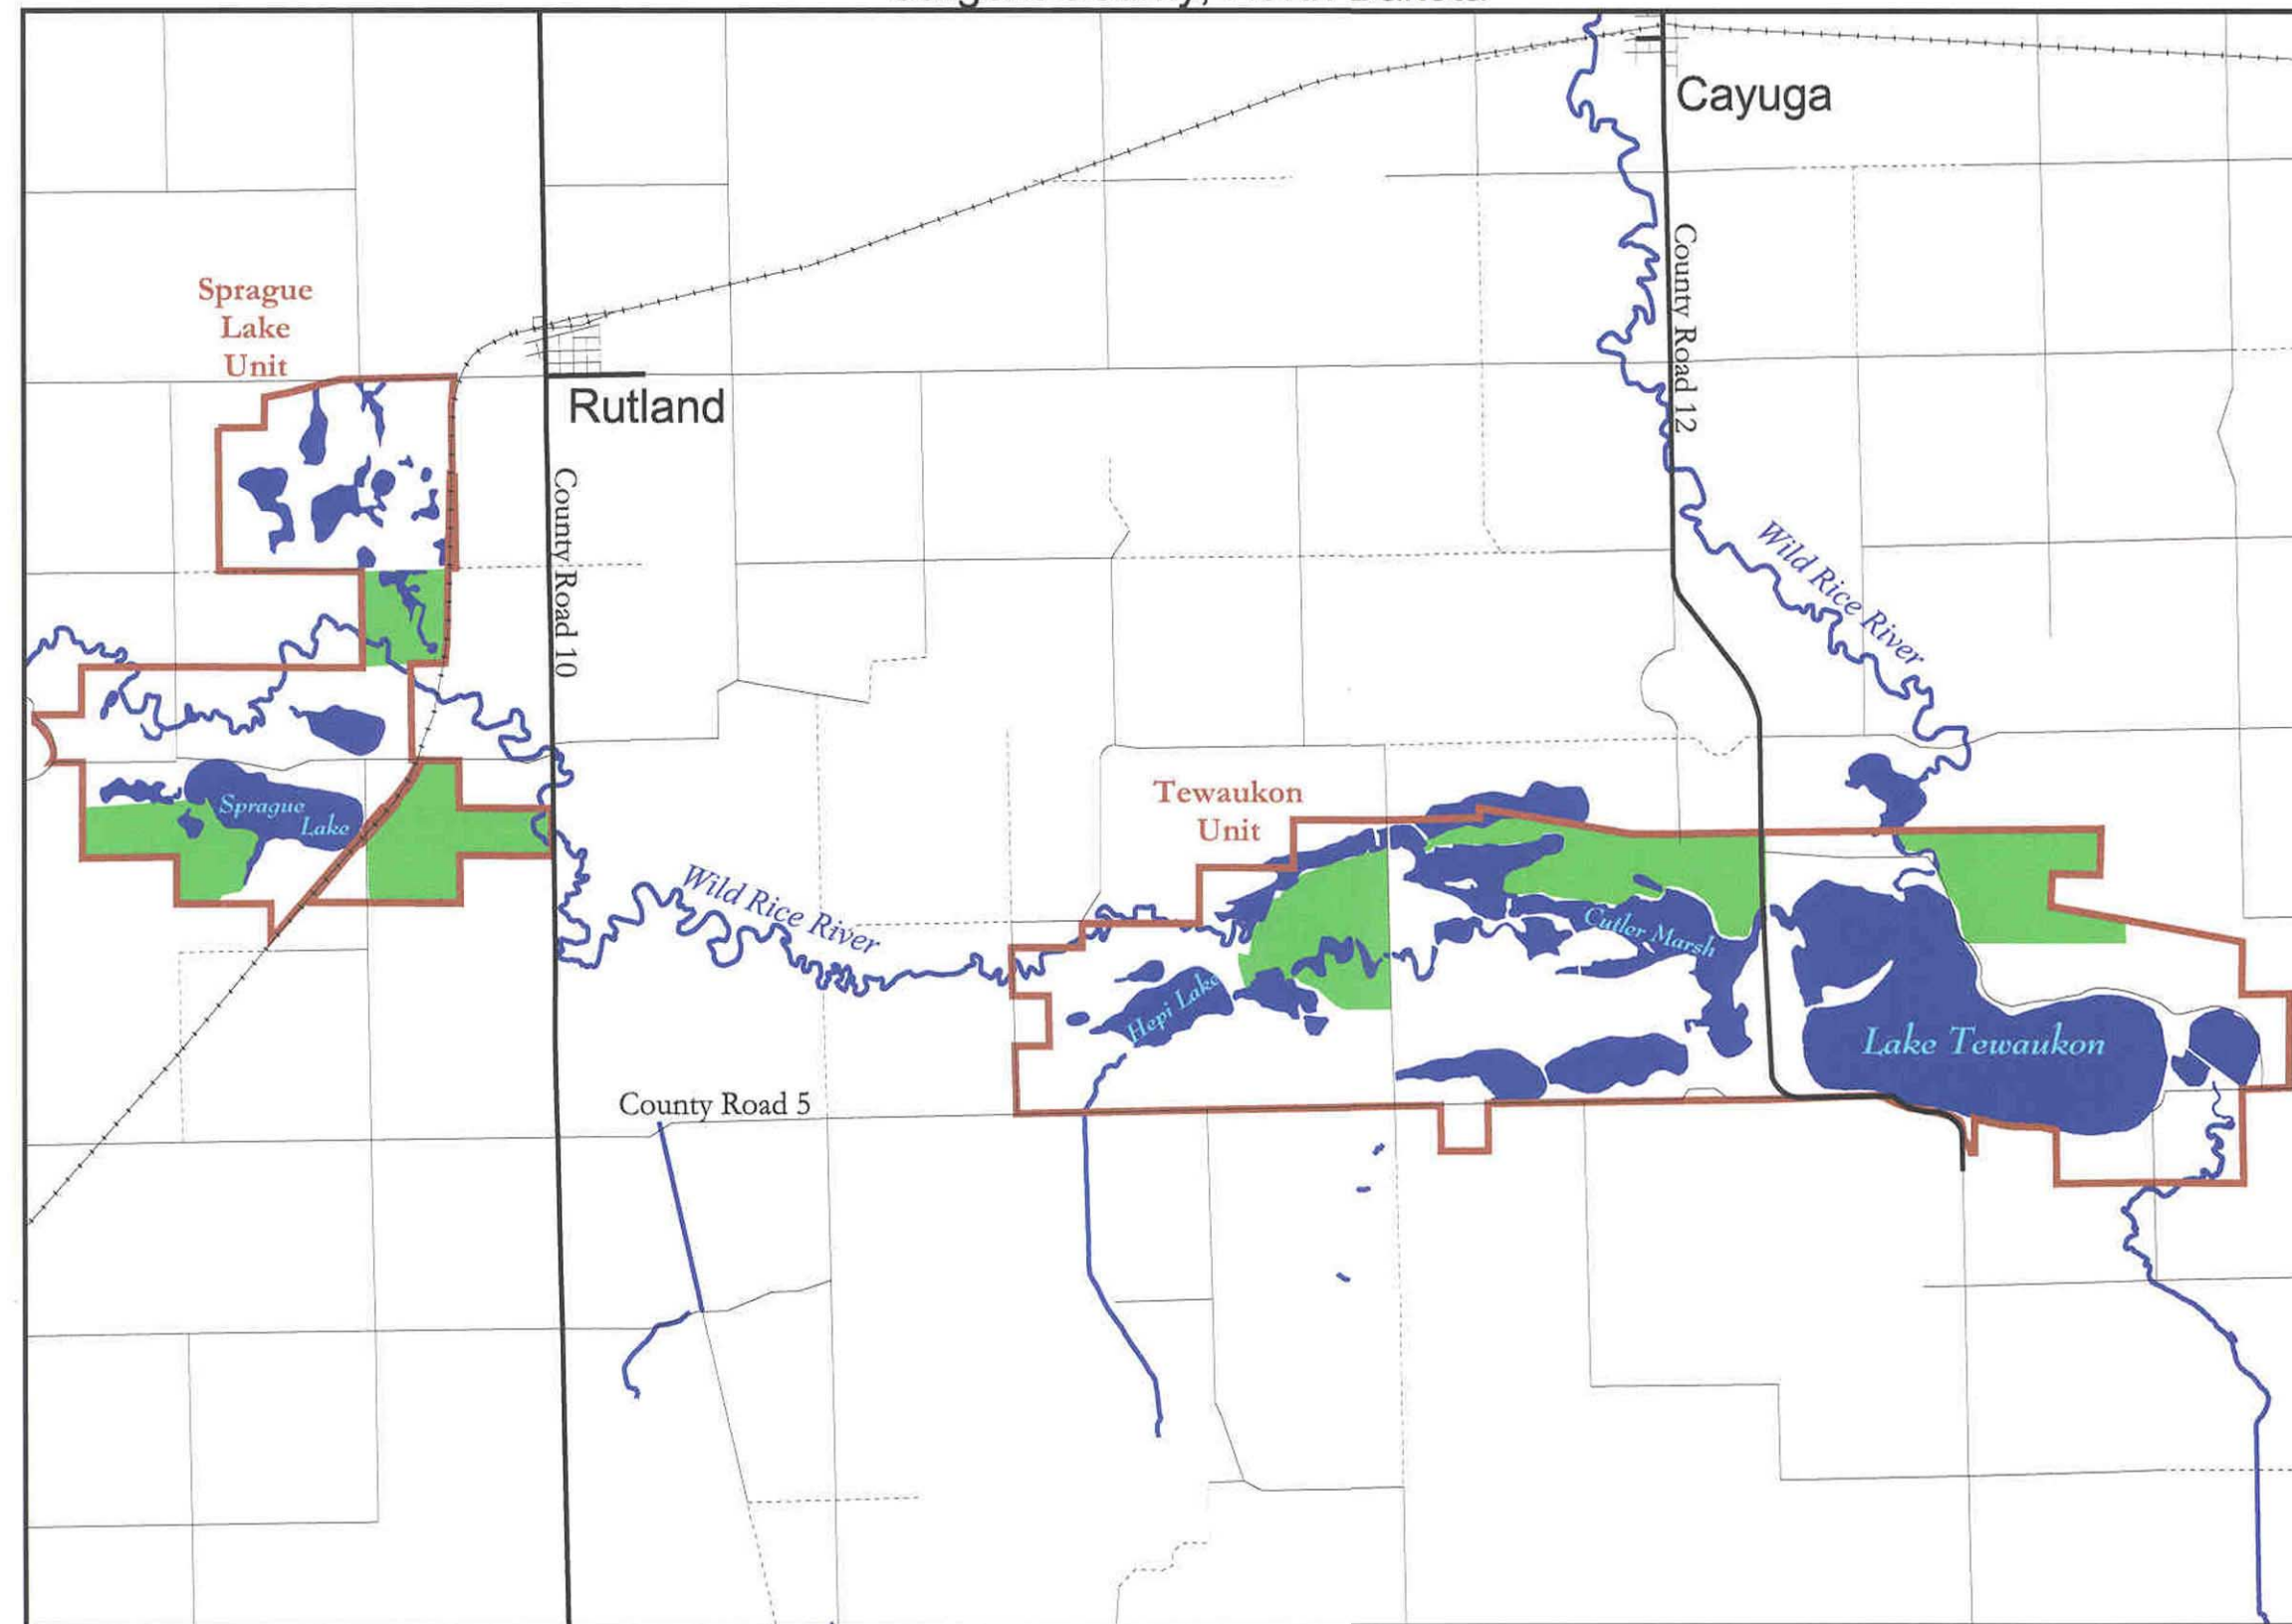 Cayuga
County Road 12
Sprague
Lake
Unit
Rutland
County Road 10
Wild Rice River
Tewaukon
Unit
Sprague
Lake
Wild Rice River
Cutler Marsh
Hepi Lake
Lake Tewaukon
County Road 5